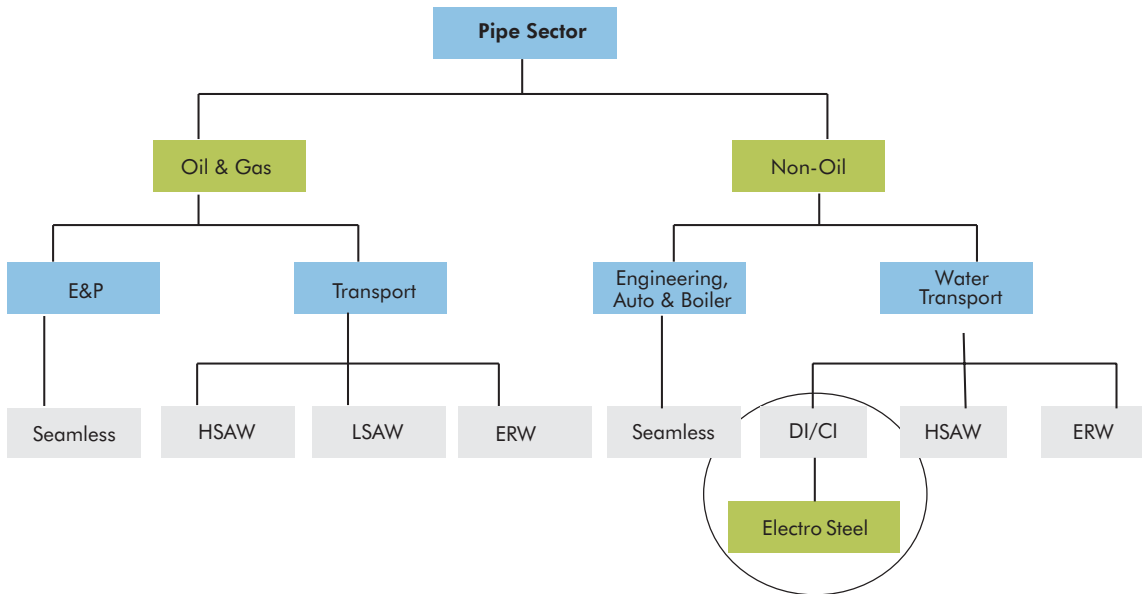 Pipe Sector
Oil & Gas
Non-Oil
E&P
Transport
Engineering,
Auto & Boiler
Water
Transport
Seamless
HSAW
LSAW
ERW
Seamless
DI/CI
HSAW
ERW
Electro Steel